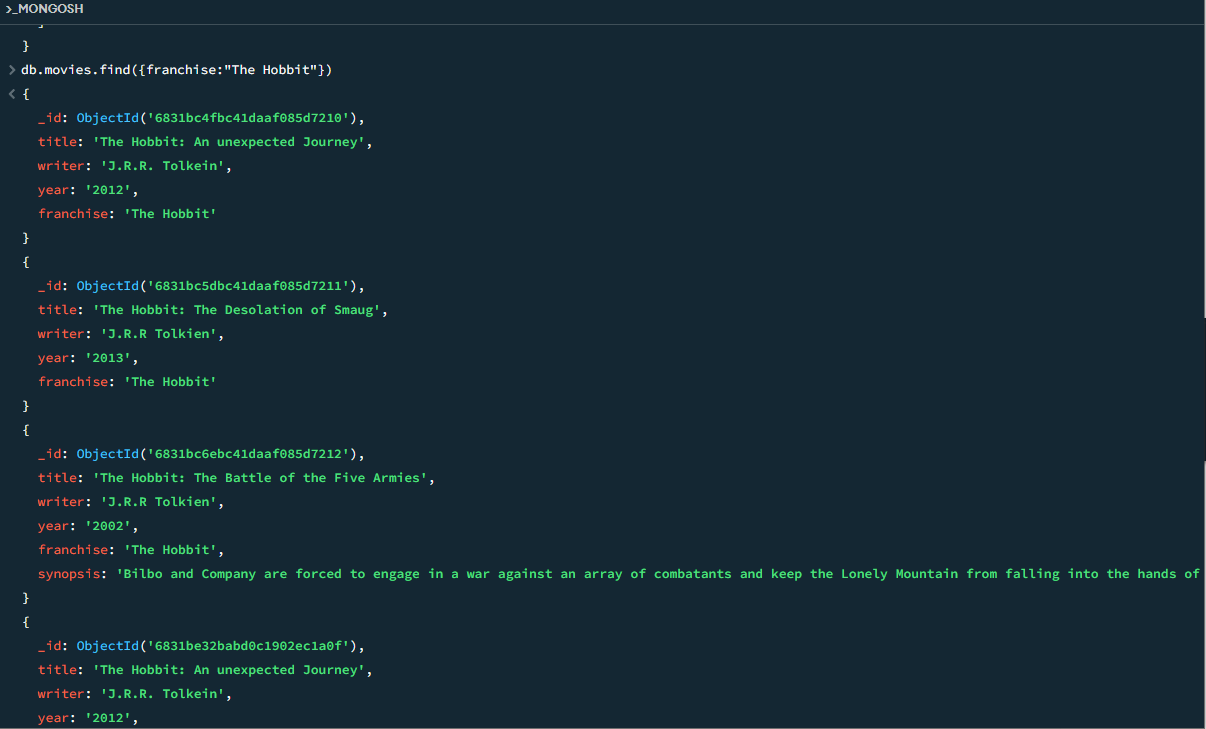 >_MONGOSH
}
> db.movies.find({franchise:"The Hobbit"})
< {
_id: ObjectId('6831bc4fbc41daaf085d7210'),
title: 'The Hobbit: An unexpected Journey',
writer: 'J.R.R. Tolkein',
year: '2012',
franchise: 'The Hobbit'
}
{
_id: ObjectId('6831bc5dbc41daaf085d7211'),
title: 'The Hobbit: The Desolation of Smaug',
writer: 'J.R.R Tolkien',
year: '2013',
franchise: 'The Hobbit'
}
{
_id: ObjectId('6831bc6ebc41daaf085d7212'),
title: 'The Hobbit: The Battle of the Five Armies',
writer: 'J.R.R Tolkien',
year: '2002',
franchise: 'The Hobbit',
synopsis: 'Bilbo and Company are forced to engage in a war against an array of combatants and keep the Lonely Mountain from falling into the hands of
}
{
_id: ObjectId('6831be32babd0c1902ec1a0f'),
title: 'The Hobbit: An unexpected Journey',
writer: 'J.R.R. Tolkein',
year: '2012',